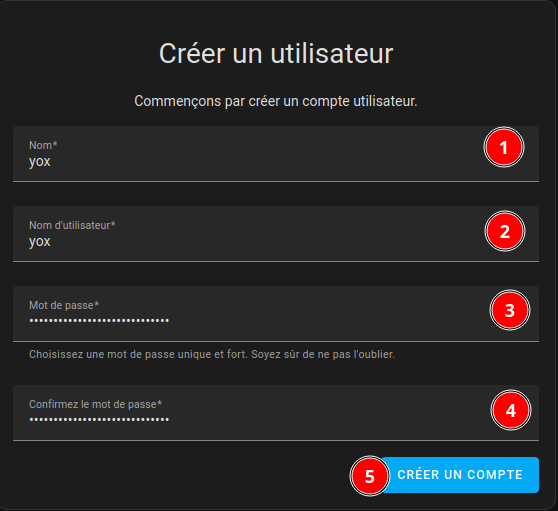 Créer un utilisateur
Commençons par créer un compte utilisateur.
Nom*
yox
1
Nom d'utilisateur*
yox
2
Mot de passe*
•••••••••••••••••••••••••••••
3
Choisissez une mot de passe unique et fort. Soyez sûr de ne pas l'oublier.
Confirmez le mot de passe*
•••••••••••••••••••••••••••••
4
5 CRÉER UN COMPTE